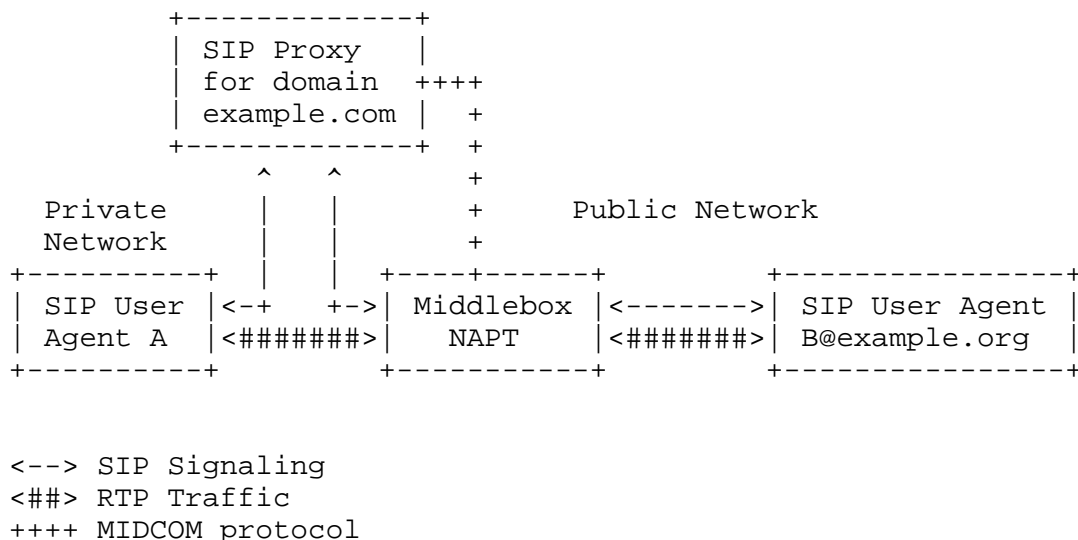 +-------------+
| SIP Proxy   |
| for domain  ++++
| example.com |  +
+-------------+  +
^   ^       +
Private     |   |       +     Public Network
Network     |   |       +
+----------+  |   |  +----+------+         +----------------+
| SIP User |<-+   +->| Middlebox |<------->| SIP User Agent |
| Agent A  |<#######>|   NAPT    |<#######>| B@example.org  |
+----------+         +-----------+         +----------------+
<--> SIP Signaling
<##> RTP Traffic
++++ MIDCOM protocol